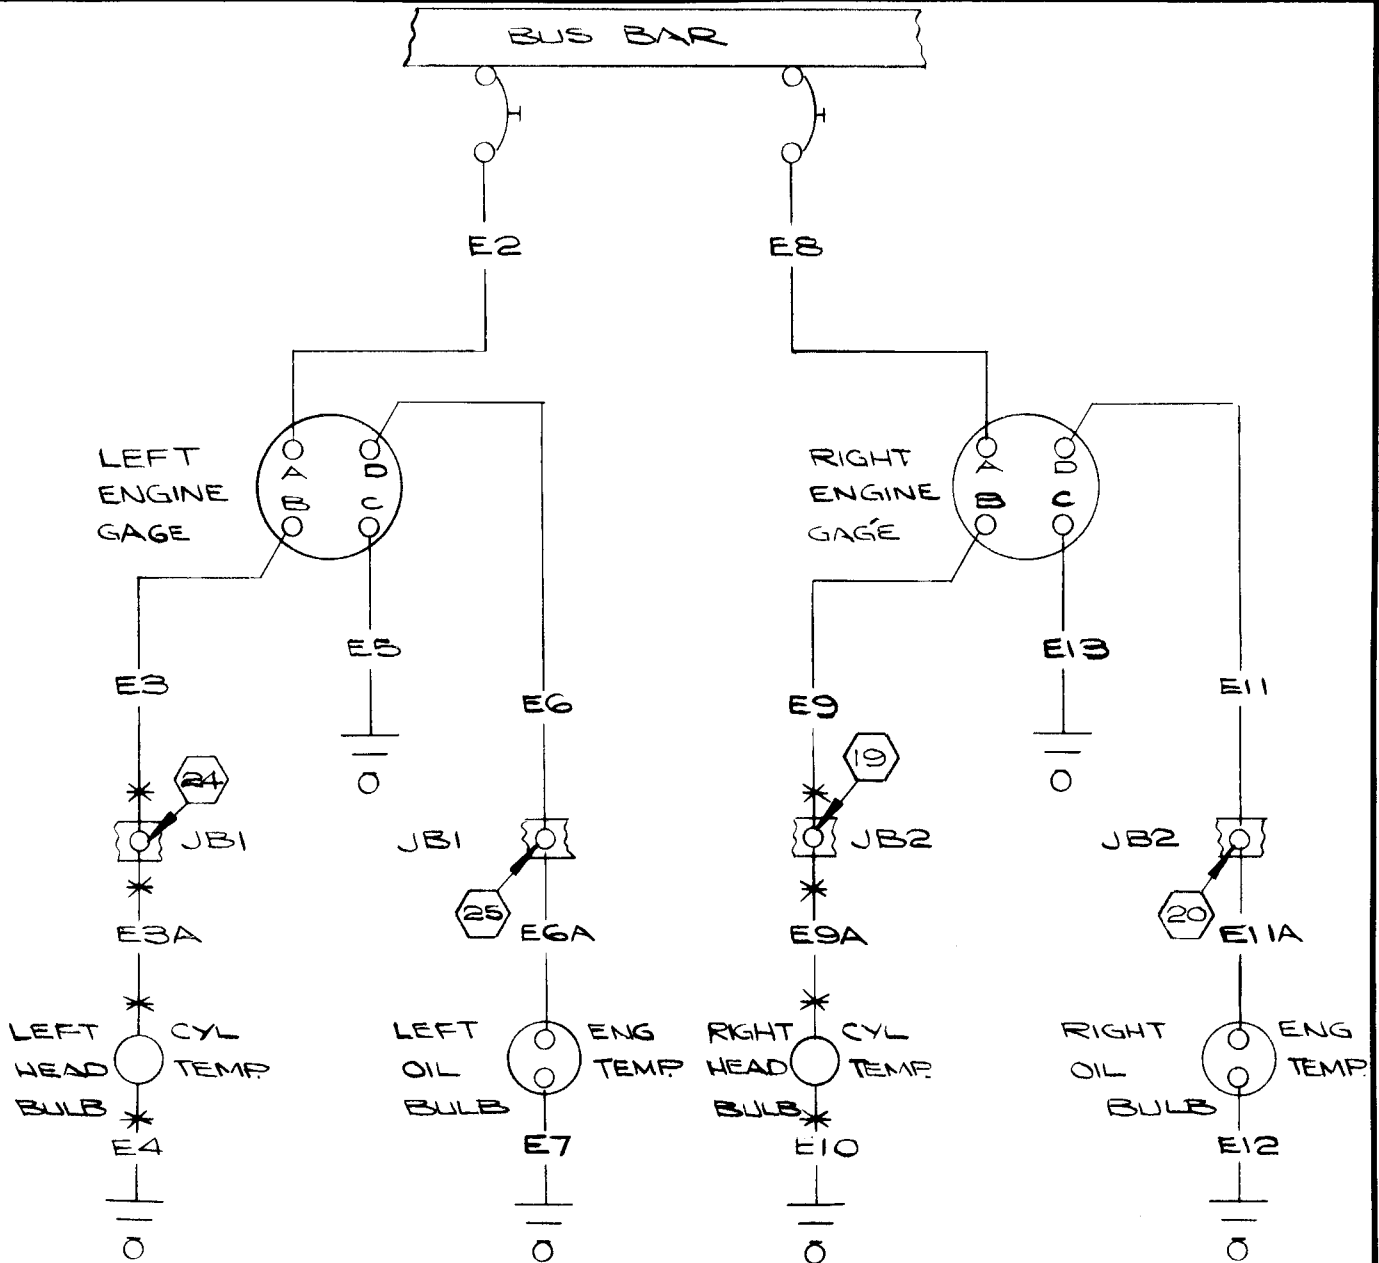 BUS BAR
E2
E8
LEFT
ENGINE
GAGE
A
D
B
C
RIGHT
ENGINE
GAGE
A
D
B
C
E3
E5
E6
E9
E13
E11
24
JB1
JB1
25
19
JB2
JB2
20
E3A
E6A
E9A
E11A
LEFT CYL
HEAD TEMP.
BULB
LEFT ENG
OIL TEMP.
BULB
RIGHT CYL
HEAD TEMP.
BULB
RIGHT ENG
OIL TEMP.
BULB
E4
E7
E10
E12